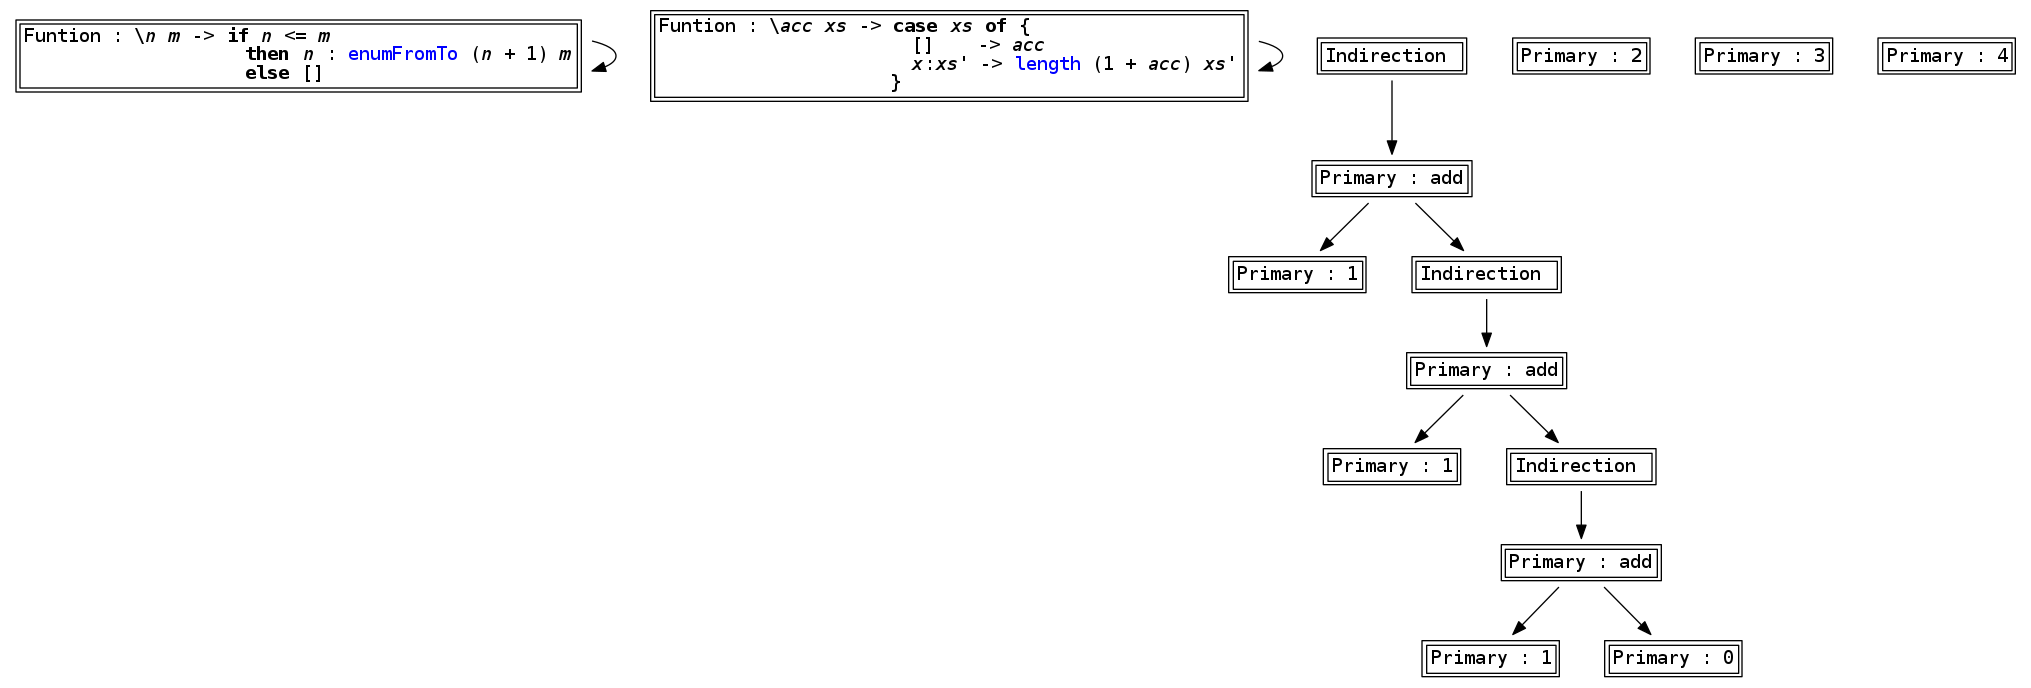 Funtion : \n m -> if n <= m
then n : enumFromTo (n + 1) m
else []
Funtion : \acc xs -> case xs of {
[] -> acc
x:xs' -> length (1 + acc) xs'
}
Indirection
Primary : 2
Primary : 3
Primary : 4
Primary : add
Primary : 1
Indirection
Primary : add
Primary : 1
Indirection
Primary : add
Primary : 1
Primary : 0